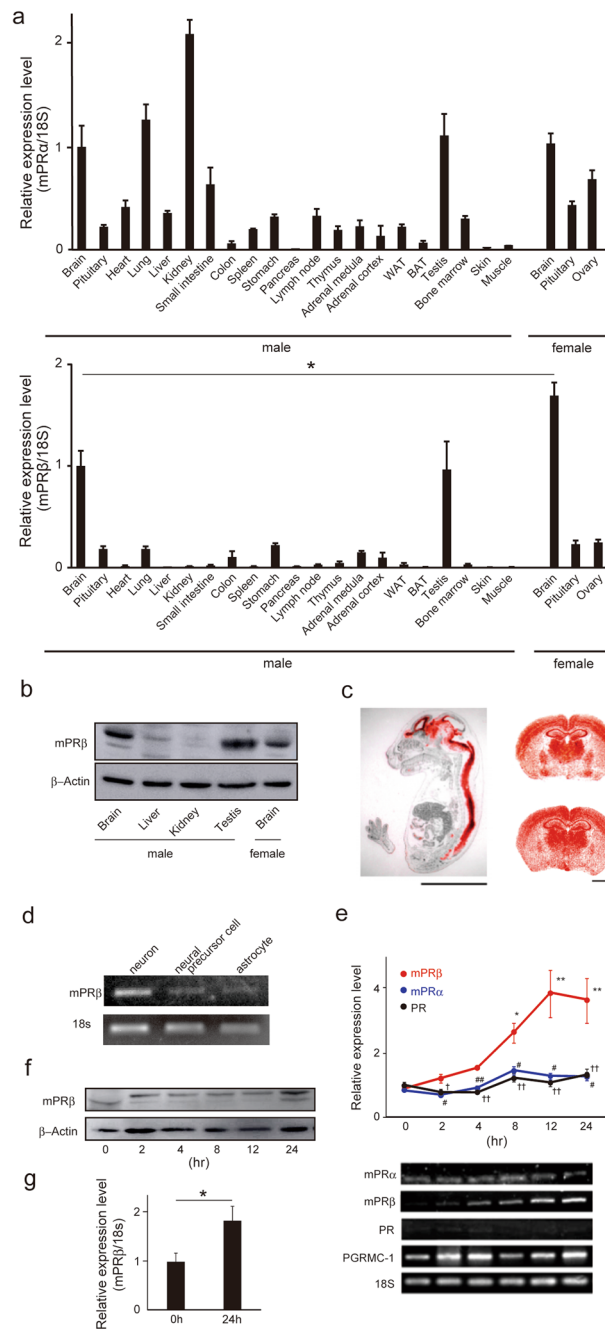 a
Relative expression level
(mPRα/18S)
2
1
0
Brain
Pituitary
Heart
Lung
Liver
Kidney
Small intestine
Colon
Spleen
Stomach
Pancreas
Lymph node
Thymus
Adrenal medula
Adrenal cortex
WAT
BAT
Testis
Bone marrow
Skin
Muscle
Brain
Pituitary
Ovary
male
female
Relative expression level
(mPRβ/18S)
2
1
0
*
Brain
Pituitary
Heart
Lung
Liver
Kidney
Small intestine
Colon
Spleen
Stomach
Pancreas
Lymph node
Thymus
Adrenal medula
Adrenal cortex
WAT
BAT
Testis
Bone marrow
Skin
Muscle
Brain
Pituitary
Ovary
male
female
b
mPRβ
β–Actin
Brain
Liver
Kidney
Testis
Brain
male
female
c
d
neuron
neural
precursor cell
astrocyte
mPRβ
18s
e
mPRβ
mPRα
PR
Relative expression level
4
2
0
* ** **
† # ## †† # †† # †† †† #
0 2 4 8 12 24
(hr)
mPRα
mPRβ
PR
PGRMC-1
18S
f
mPRβ
β–Actin
0 2 4 8 12 24
(hr)
g
Relative expression level
(mPRβ/18s)
2
1
0
*
0h 24h